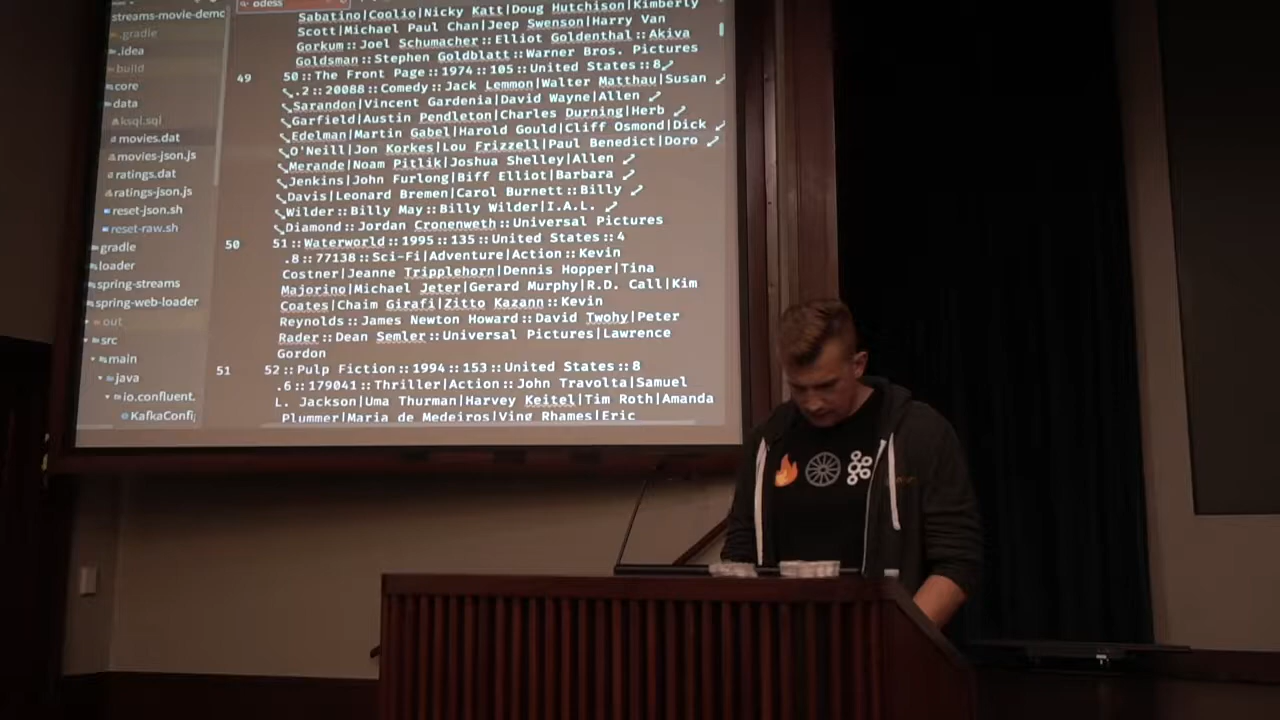 streams-movie-demo
.gradle
.idea
build
core
data
ksql.sql
movies.dat
movies-json.js
ratings.dat
ratings-json.js
reset-json.sh
reset-raw.sh
gradle
loader
spring-streams
spring-web-loader
out
src
main
java
io.confluent.
KafkaConfi
odess
Sabatino|Coolio|Nicky Katt|Doug Hutchison|Kimberly
Scott|Michael Paul Chan|Jeep Swenson|Harry Van
Gorkum::Joel Schumacher::Elliot Goldenthal::Akiva
Goldsman::Stephen Goldblatt::Warner Bros. Pictures
49 50::The Front Page::1974::105::United States::8
.2::20088::Comedy::Jack Lemmon|Walter Matthau|Susan
Sarandon|Vincent Gardenia|David Wayne|Allen
Garfield|Austin Pendleton|Charles Durning|Herb
Edelman|Martin Gabel|Harold Gould|Cliff Osmond|Dick
O'Neill|Jon Korkes|Lou Frizzell|Paul Benedict|Doro
Merande|Noam Pitlik|Joshua Shelley|Allen
Jenkins|John Furlong|Biff Elliot|Barbara
Davis|Leonard Bremen|Carol Burnett::Billy
Wilder::Billy May::Billy Wilder|I.A.L.
Diamond::Jordan Cronenweth::Universal Pictures
50 51::Waterworld::1995::135::United States::4
.8::77138::Sci-Fi|Adventure|Action::Kevin
Costner|Jeanne Tripplehorn|Dennis Hopper|Tina
Majorino|Michael Jeter|Gerard Murphy|R.D. Call|Kim
Coates|Chaim Girafi|Zitto Kazann::Kevin
Reynolds::James Newton Howard::David Twohy|Peter
Rader::Dean Semler::Universal Pictures|Lawrence
Gordon
51 52::Pulp Fiction::1994::153::United States::8
.6::179041::Thriller|Action::John Travolta|Samuel
L. Jackson|Uma Thurman|Harvey Keitel|Tim Roth|Amanda
Plummer|Maria de Medeiros|Ving Rhames|Eric